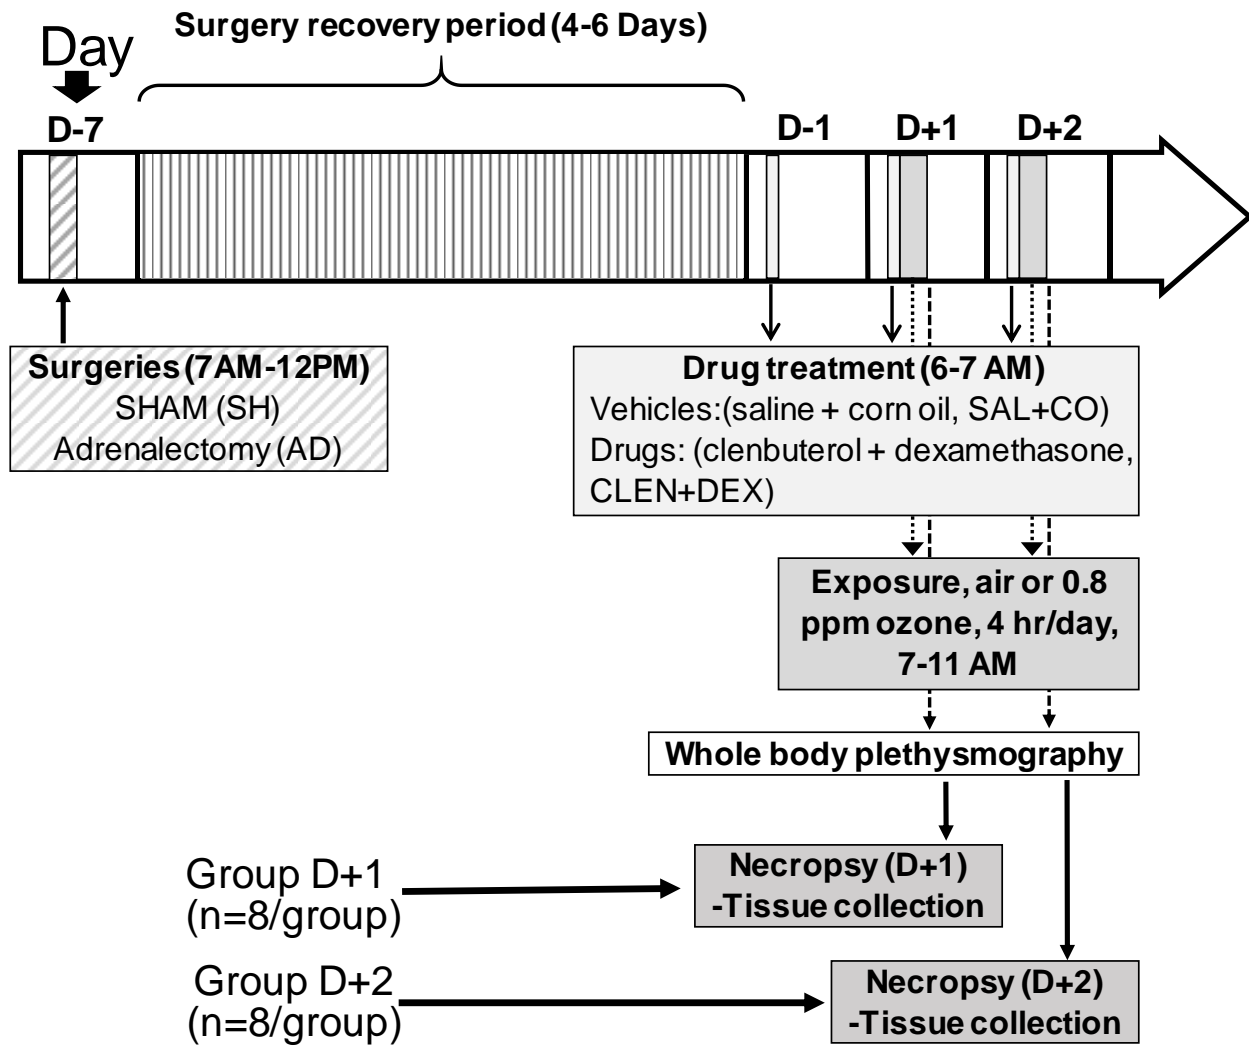 Day
Surgery recovery period (4-6 Days)
D-7
D-1
D+1
D+2
Surgeries (7AM-12PM)
SHAM (SH)
Adrenalectomy (AD)
Drug treatment (6-7 AM)
Vehicles:(saline + corn oil, SAL+CO)
Drugs: (clenbuterol + dexamethasone,
CLEN+DEX)
Exposure, air or 0.8
ppm ozone, 4 hr/day,
7-11 AM
Whole body plethysmography
Group D+1
(n=8/group)
Necropsy (D+1)
-Tissue collection
Group D+2
(n=8/group)
Necropsy (D+2)
-Tissue collection